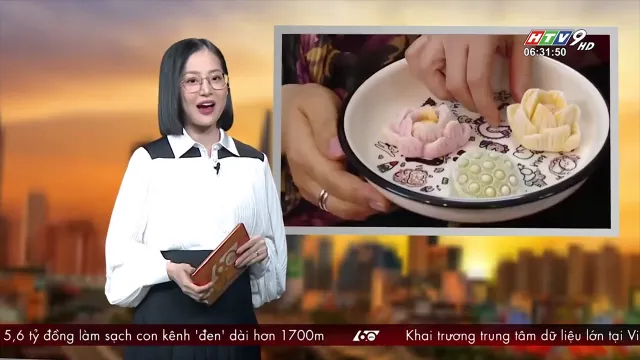 HTV9 HD
06:31:50
5,6 tỷ đồng làm sạch con kênh 'đen' dài hơn 1700m 60 Khai trương trung tâm dữ liệu lớn tại Vi